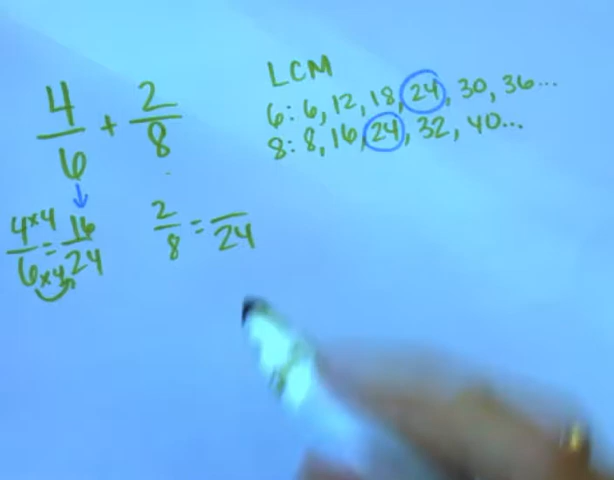 4/6 + 2/8
LCM
6: 6, 12, 18, 24, 30, 36...
8: 8, 16, 24, 32, 40...
4×4/6×4 = 16/24
2/8 = /24